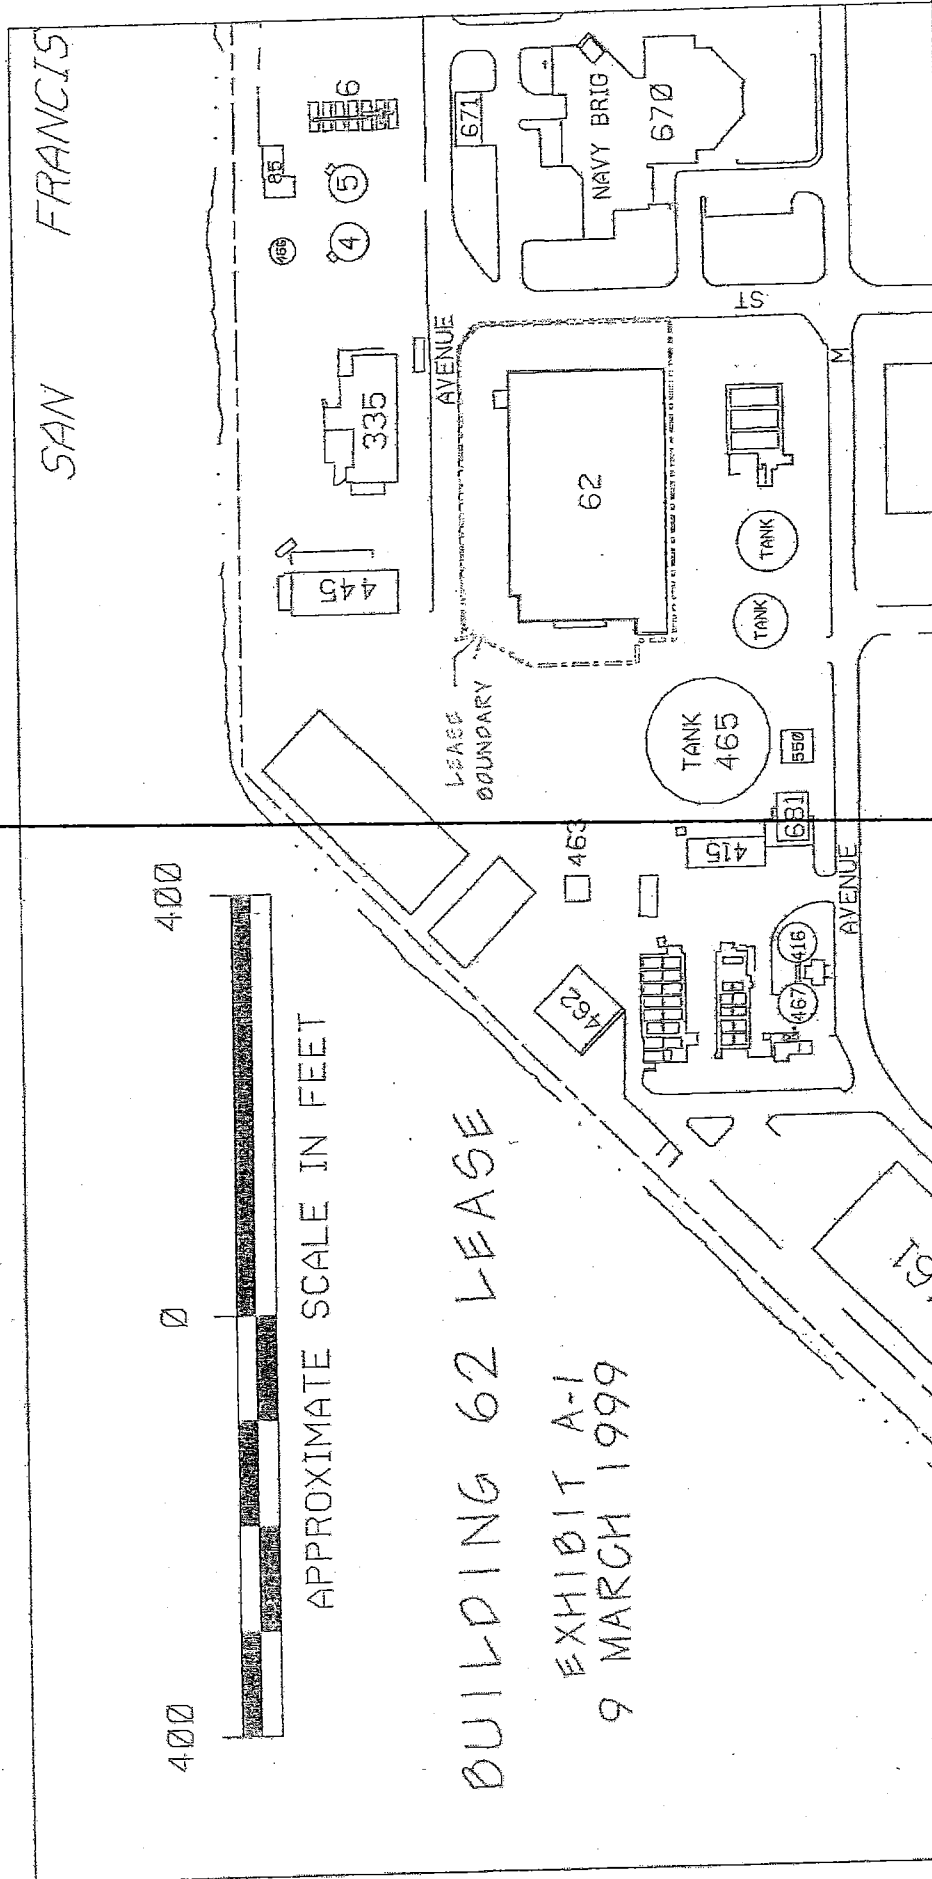 SAN FRANCIS
6
85
5
4
466
671
NAVY BRIG
670
335
445
AVENUE
ST
M
62
LEASE
BOUNDARY
TANK
TANK
TANK
465
550
681
415
463
462
416
467
AVENUE
61
400 0 400
APPROXIMATE SCALE IN FEET
BUILDING 62 LEASE
EXHIBIT A-1
9 MARCH 1999